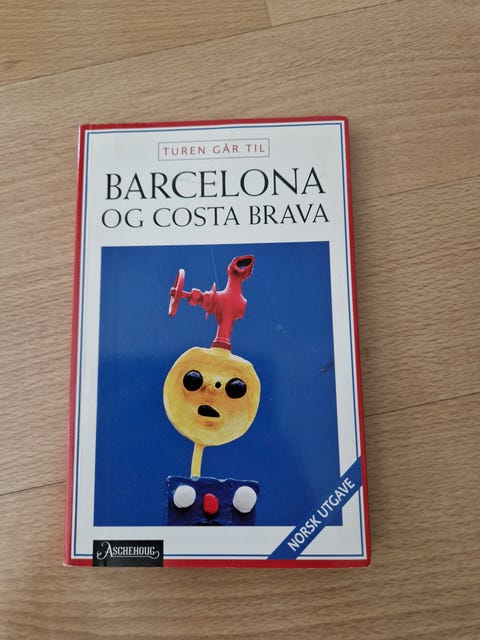 TUREN GÅR TIL
BARCELONA
OG COSTA BRAVA
NORSK UTGAVE
ASCHEHOUG